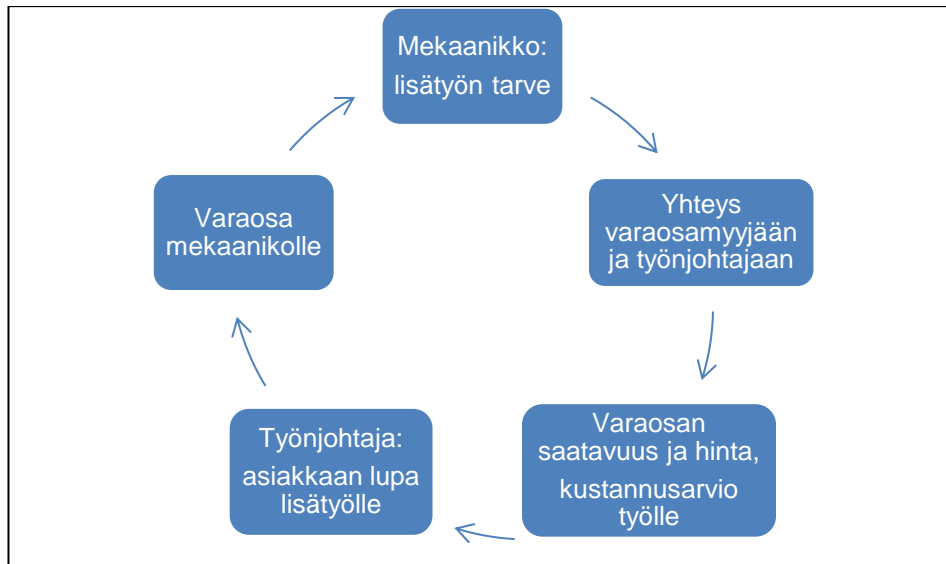 Mekaanikko:
lisätyön tarve
Yhteys
varaosamyyjään
ja työnjohtajaan
Varaosan
saatavuus ja hinta,
kustannusarvio
työlle
Työnjohtaja:
asiakkaan lupa
lisätyölle
Varaosa
mekaanikolle